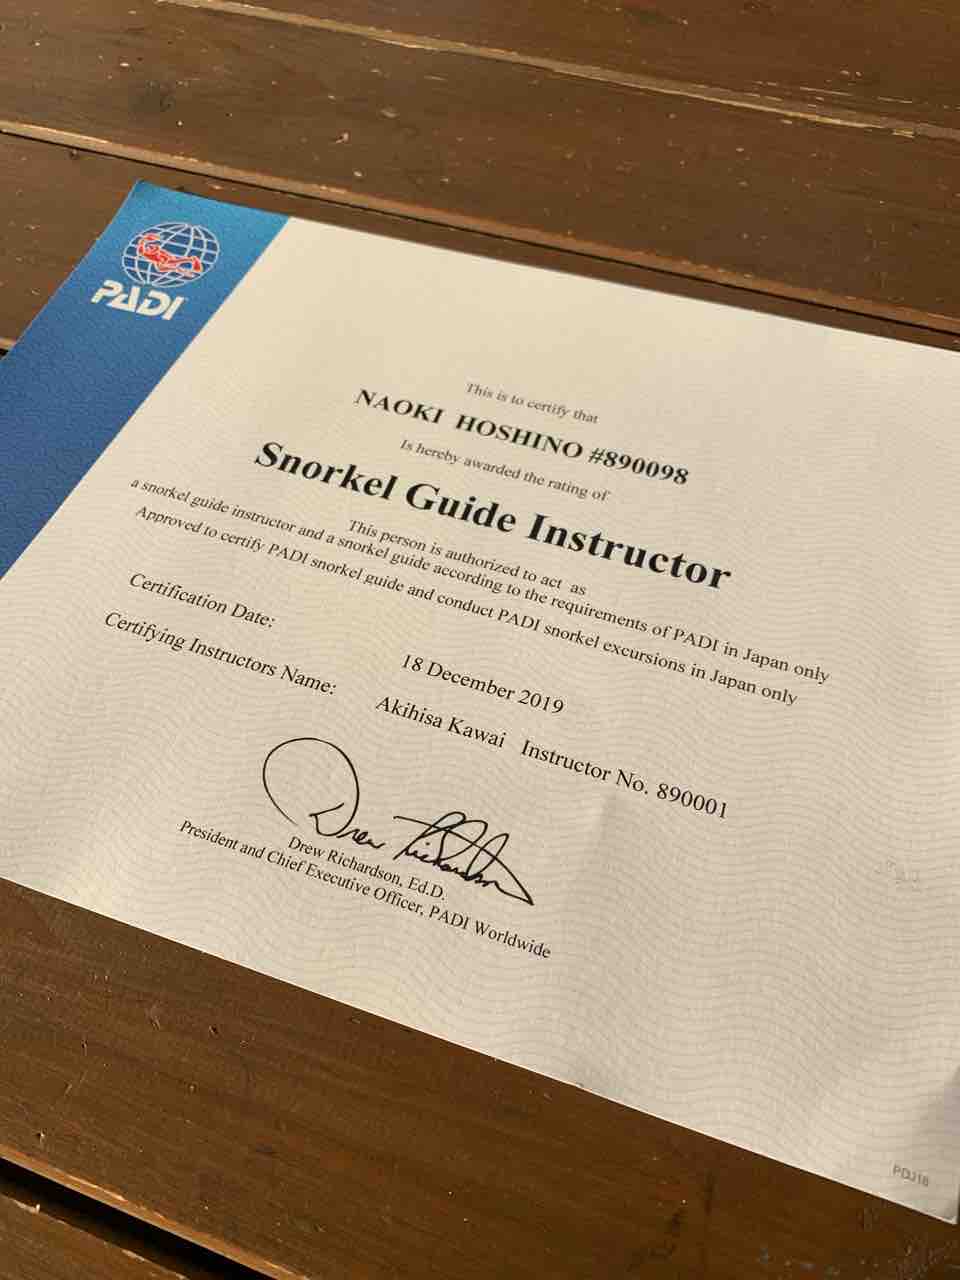 PADI
This is to certify that
NAOKI HOSHINO #890098
Is hereby awarded the rating of
Snorkel Guide Instructor
This person is authorized to act as
a snorkel guide instructor and a snorkel guide according to the requirements of PADI in Japan only
Approved to certify PADI snorkel guide and conduct PADI snorkel excursions in Japan only
Certification Date: 18 December 2019
Certifying Instructors Name: Akihisa Kawai Instructor No. 890001
Drew Richardson
Drew Richardson, Ed.D.
President and Chief Executive Officer, PADI Worldwide
PDJ18